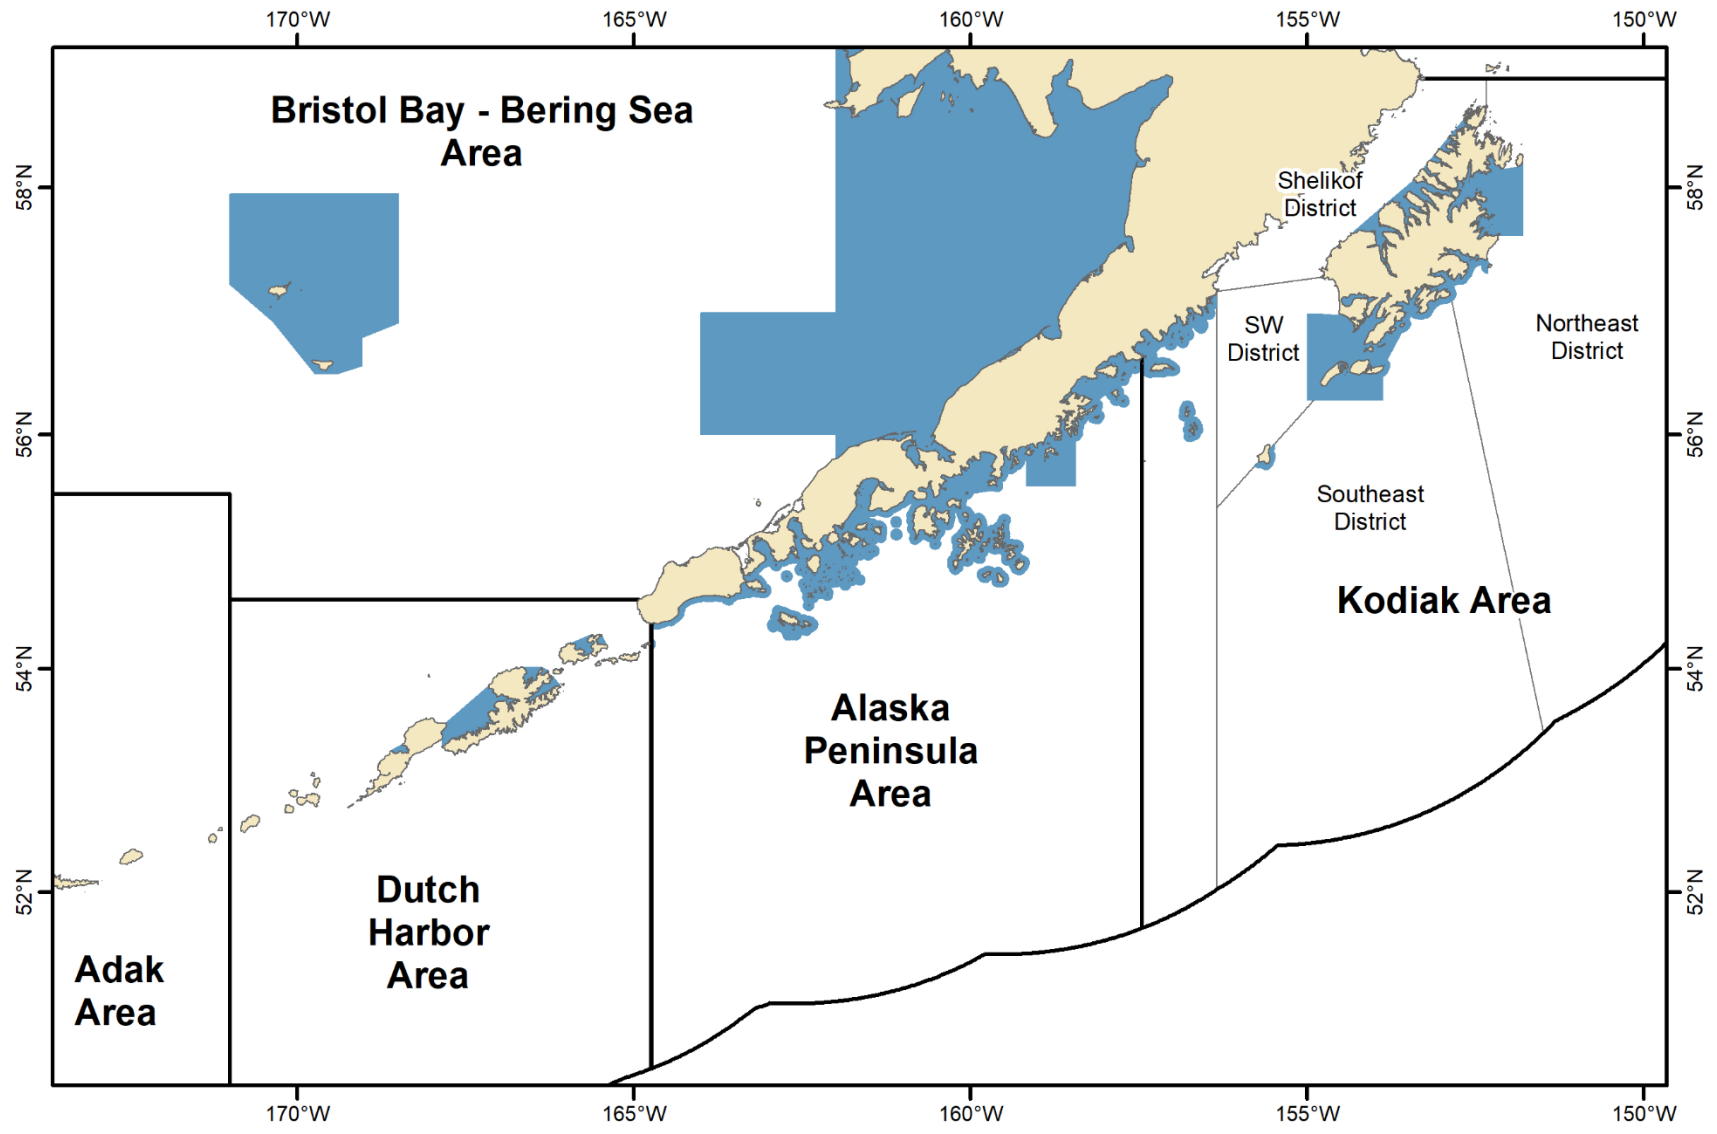 170°W 165°W 160°W 155°W 150°W
Bristol Bay - Bering Sea
Area
58°N 58°N
Shelikof
District
SW
District
Northeast
District
56°N 56°N
Southeast
District
Kodiak Area
54°N 54°N
Alaska
Peninsula
Area
Dutch
Harbor
Area
52°N 52°N
Adak
Area
170°W 165°W 160°W 155°W 150°W